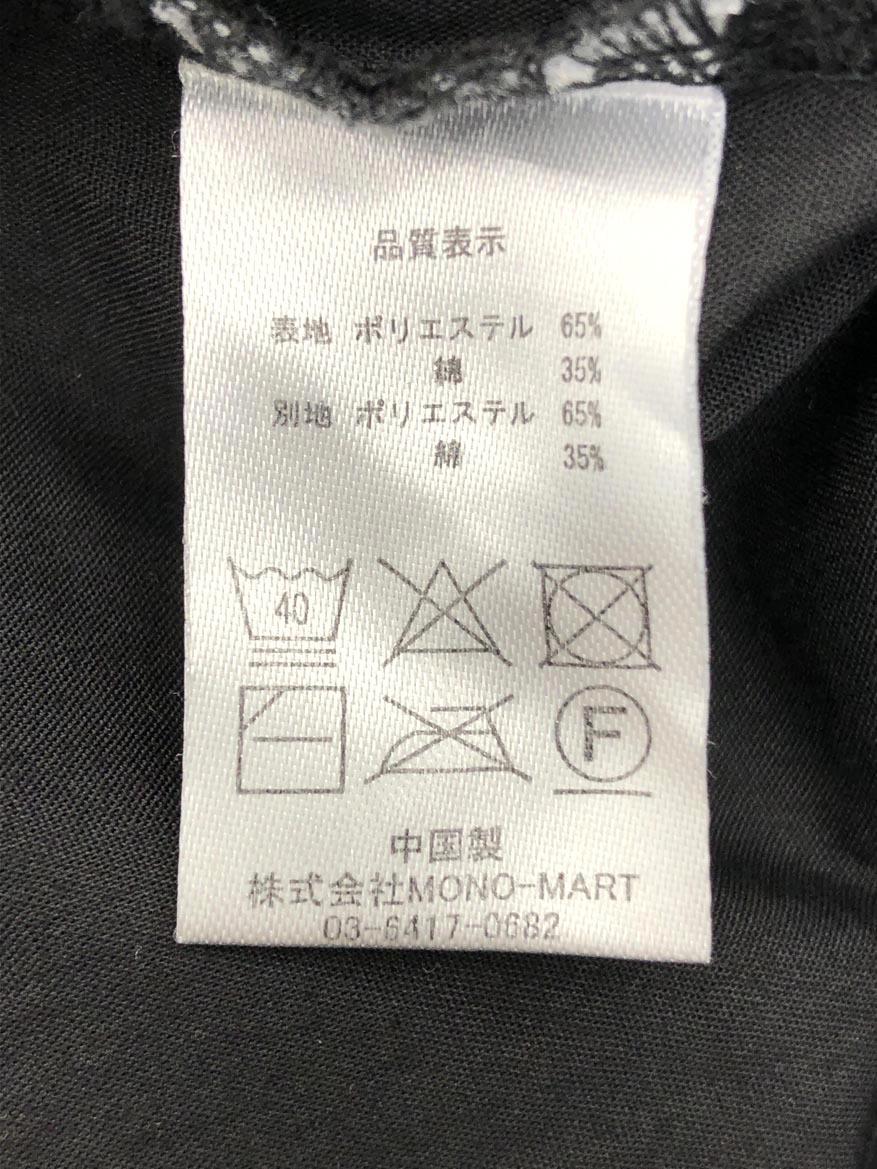 品質表示
表地 ポリエステル 65%
綿 35%
別地 ポリエステル 65%
綿 35%
40
F
中国製
株式会社MONO-MART
03-6417-0682